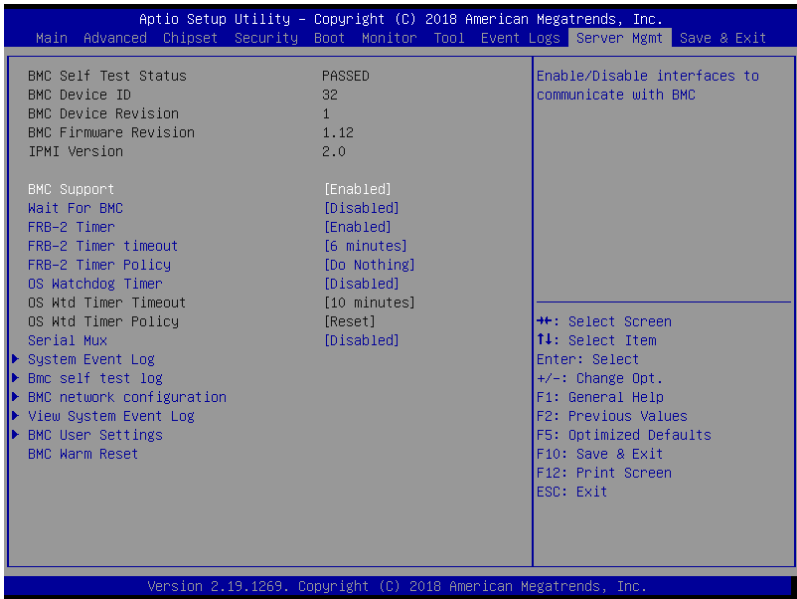 Aptio Setup Utility – Copyright (C) 2018 American Megatrends, Inc.
Main Advanced Chipset Security Boot Monitor Tool Event Logs Server Mgmt Save & Exit
BMC Self Test Status PASSED
BMC Device ID 32
BMC Device Revision 1
BMC Firmware Revision 1.12
IPMI Version 2.0
BMC Support [Enabled]
Wait For BMC [Disabled]
FRB-2 Timer [Enabled]
FRB-2 Timer timeout [6 minutes]
FRB-2 Timer Policy [Do Nothing]
OS Watchdog Timer [Disabled]
OS Wtd Timer Timeout [10 minutes]
OS Wtd Timer Policy [Reset]
Serial Mux [Disabled]
System Event Log
Bmc self test log
BMC network configuration
View System Event Log
BMC User Settings
BMC Warm Reset
Enable/Disable interfaces to
communicate with BMC
→←: Select Screen
↑↓: Select Item
Enter: Select
+/-: Change Opt.
F1: General Help
F2: Previous Values
F5: Optimized Defaults
F10: Save & Exit
F12: Print Screen
ESC: Exit
Version 2.19.1269. Copyright (C) 2018 American Megatrends, Inc.